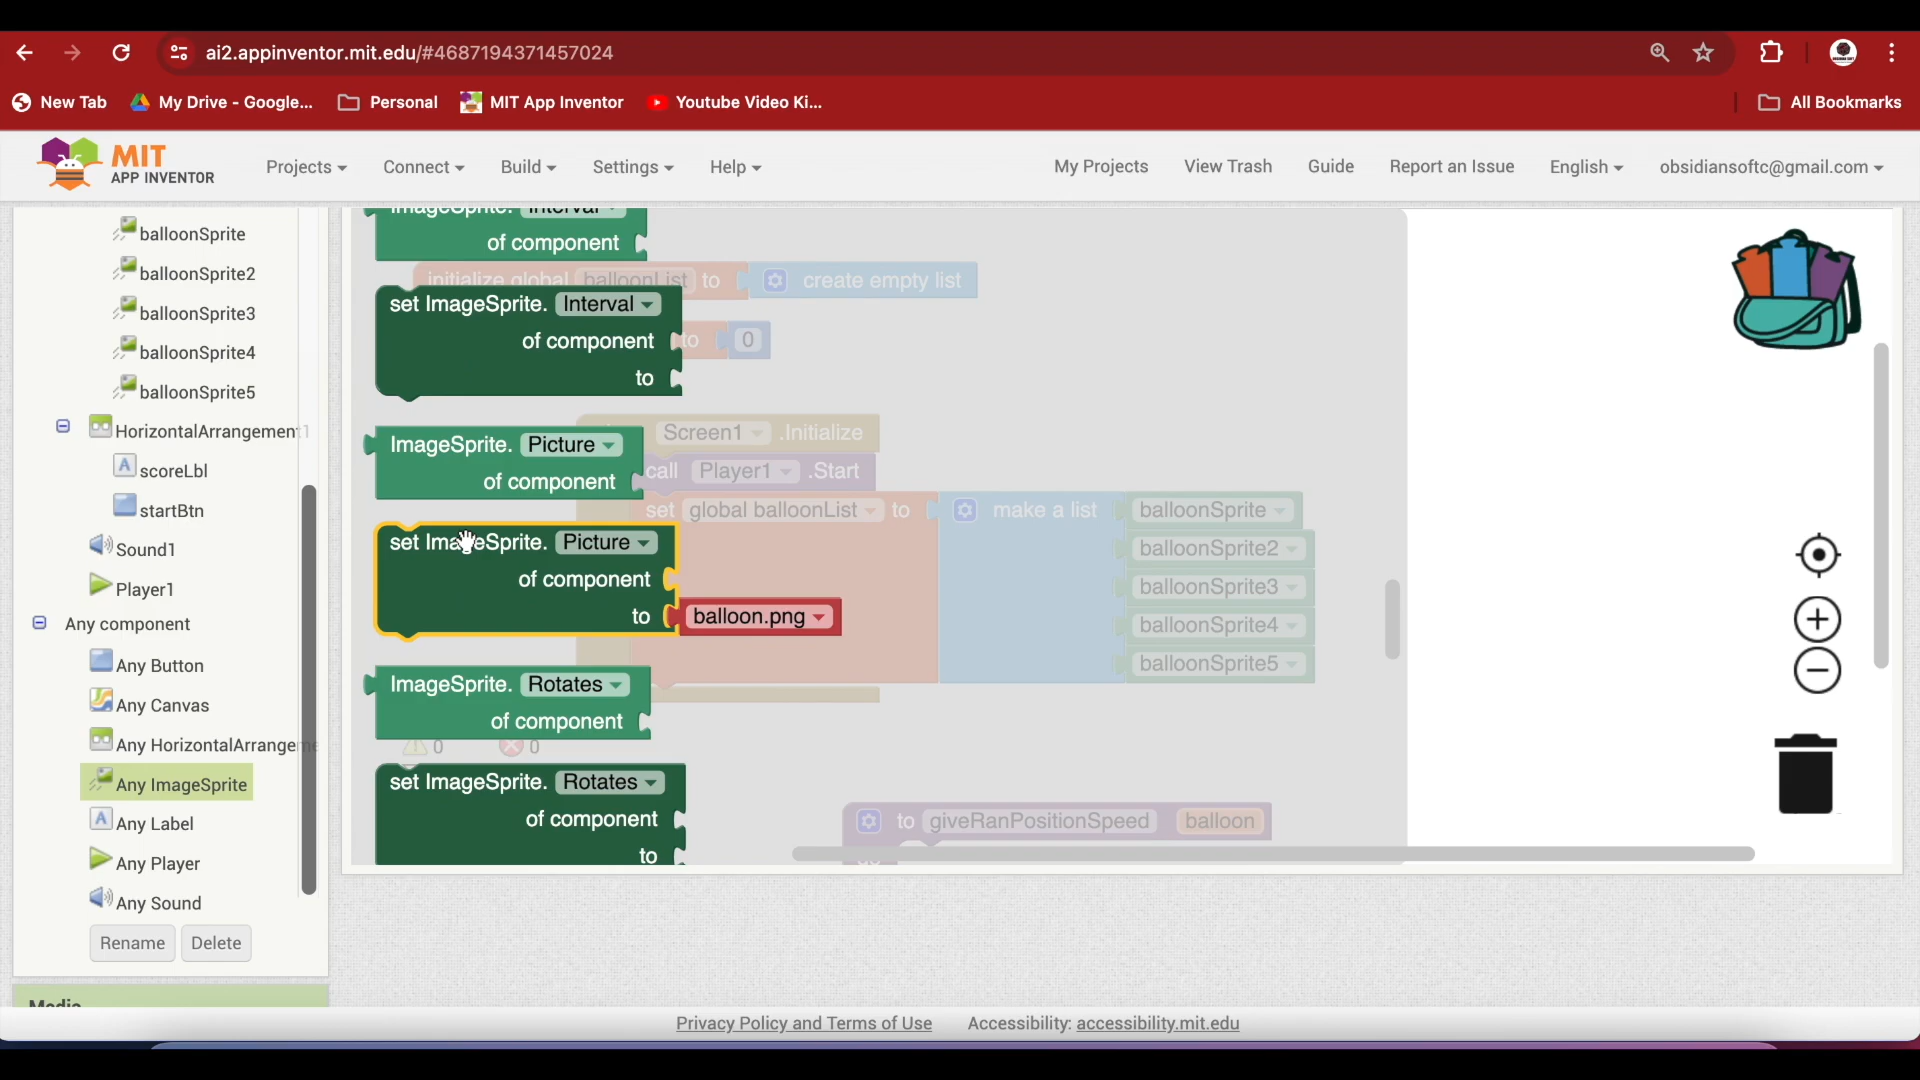 ai2.appinventor.mit.edu/#4687194371457024
New Tab
My Drive - Google...
Personal
MIT App Inventor
Youtube Video Ki...
All Bookmarks
MIT
APP INVENTOR
Projects
Connect
Build
Settings
Help
My Projects
View Trash
Guide
Report an Issue
English
obsidiansoftc@gmail.com
balloonSprite
balloonSprite2
balloonSprite3
balloonSprite4
balloonSprite5
HorizontalArrangement1
scoreLbl
startBtn
Sound1
Player1
Any component
Any Button
Any Canvas
Any HorizontalArrangeme
Any ImageSprite
Any Label
Any Player
Any Sound
Rename
Delete
Media
ImageSprite. Interval
of component
initialize global balloonList to create empty list
set ImageSprite. Interval
of component
to
to 0
ImageSprite. Picture
of component
Screen1 .Initialize
call Player1 .Start
set global balloonList to make a list balloonSprite
balloonSprite2
balloonSprite3
balloonSprite4
balloonSprite5
set ImageSprite. Picture
of component
to balloon.png
ImageSprite. Rotates
of component
0 0
set ImageSprite. Rotates
of component
to
to giveRanPositionSpeed balloon
Privacy Policy and Terms of Use
Accessibility: accessibility.mit.edu